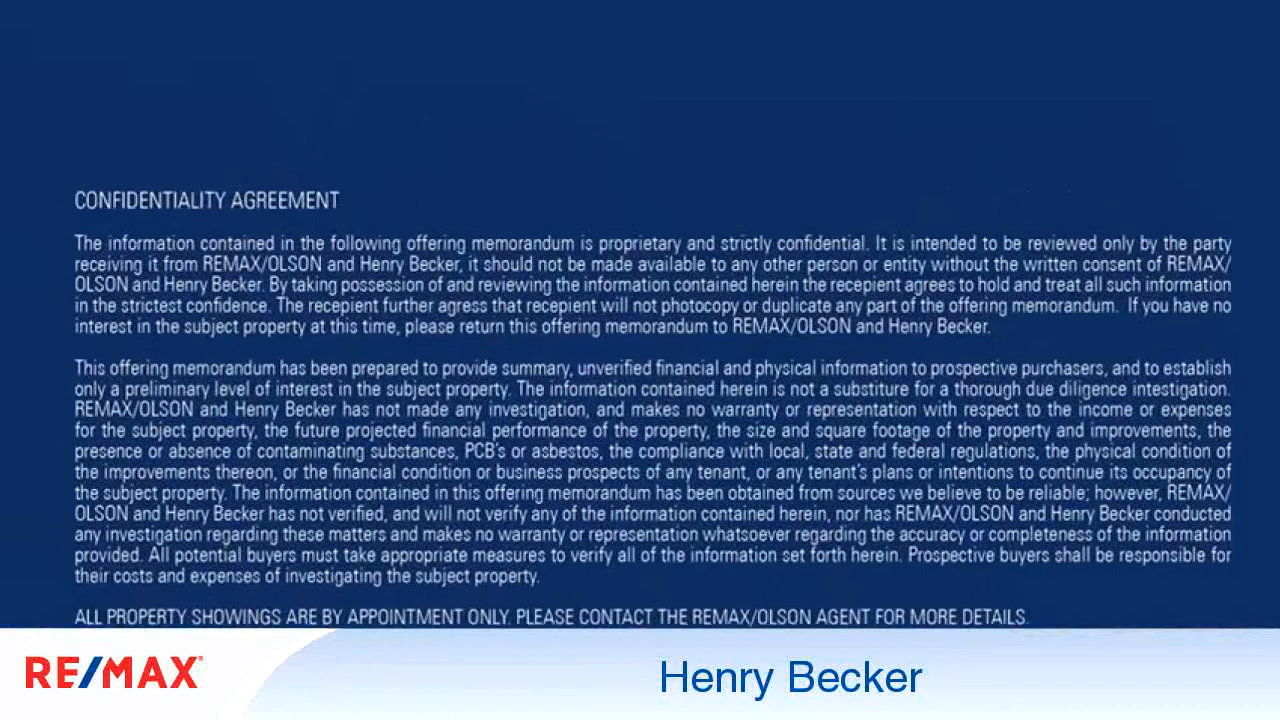 CONFIDENTIALITY AGREEMENT
The information contained in the following offering memorandum is proprietary and strictly confidential. It is intended to be reviewed only by the party
receiving it from REMAX/OLSON and Henry Becker, it should not be made available to any other person or entity without the written consent of REMAX/
OLSON and Henry Becker. By taking possession of and reviewing the information contained herein the recepient agrees to hold and treat all such information
in the strictest confidence. The recepient further agress that recepient will not photocopy or duplicate any part of the offering memorandum. If you have no
interest in the subject property at this time, please return this offering memorandum to REMAX/OLSON and Henry Becker.
This offering memorandum has been prepared to provide summary, unverified financial and physical information to prospective purchasers, and to establish
only a preliminary level of interest in the subject property. The information contained herein is not a substiture for a thorough due diligence intestigation.
REMAX/OLSON and Henry Becker has not made any investigation, and makes no warranty or representation with respect to the income or expenses
for the subject property, the future projected financial performance of the property, the size and square footage of the property and improvements, the
presence or absence of contaminating substances, PCB's or asbestos, the compliance with local, state and federal regulations, the physical condition of
the improvements thereon, or the financial condition or business prospects of any tenant, or any tenant's plans or intentions to continue its occupancy of
the subject property. The information contained in this offering memorandum has been obtained from sources we believe to be reliable; however, REMAX/
OLSON and Henry Becker has not verified, and will not verify any of the information contained herein, nor has REMAX/OLSON and Henry Becker conducted
any investigation regarding these matters and makes no warranty or representation whatsoever regarding the accuracy or completeness of the information
provided. All potential buyers must take appropriate measures to verify all of the information set forth herein. Prospective buyers shall be responsible for
their costs and expenses of investigating the subject property.
ALL PROPERTY SHOWINGS ARE BY APPOINTMENT ONLY. PLEASE CONTACT THE REMAX/OLSON AGENT FOR MORE DETAILS.
RE/MAX®
Henry Becker